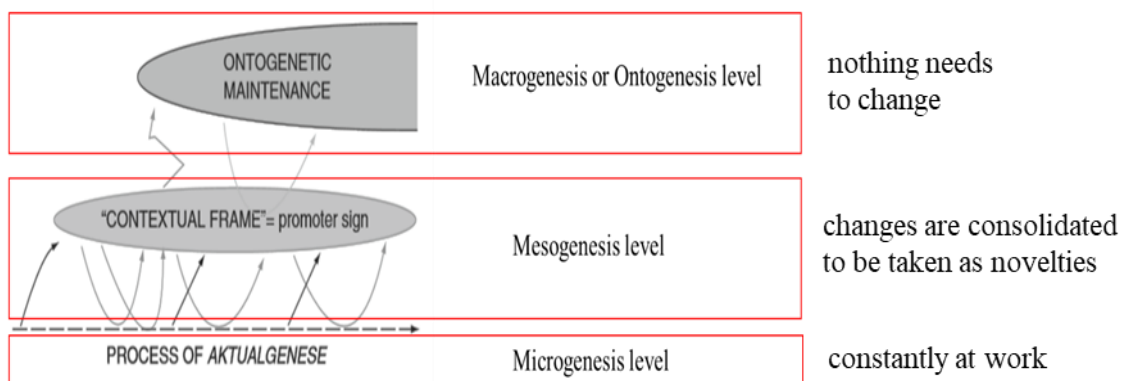 ONTOGENETIC
MAINTENANCE
Macrogenesis or Ontogenesis level
nothing needs
to change
“CONTEXTUAL FRAME”= promoter sign
Mesogenesis level
changes are consolidated
to be taken as novelties
PROCESS OF AKTUALGENESE
Microgenesis level
constantly at work